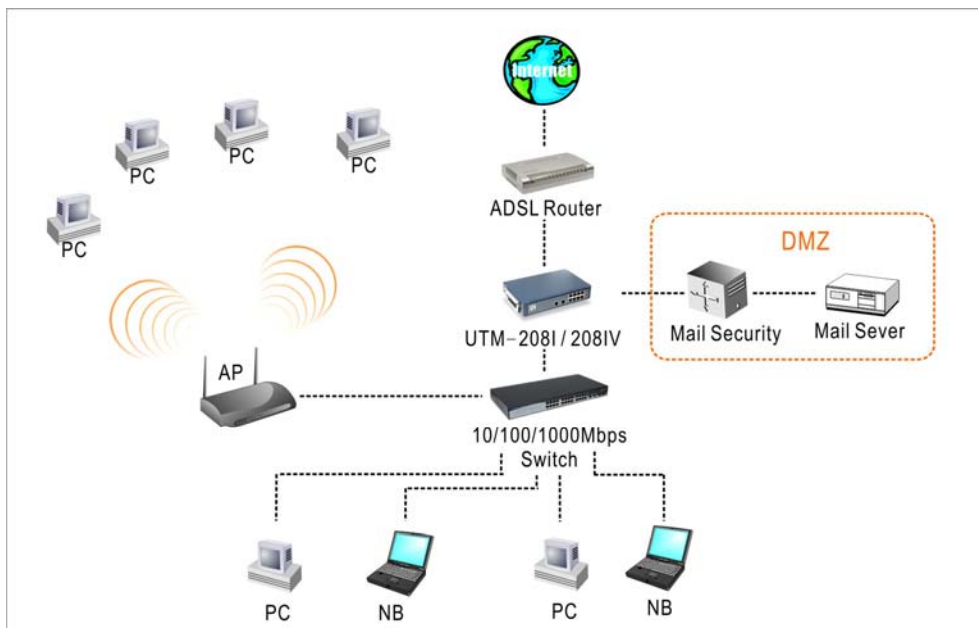 Internet
PC
PC
PC
PC
ADSL Router
DMZ
UTM-208I / 208IV
Mail Security
Mail Sever
AP
10/100/1000Mbps
Switch
PC
NB
PC
NB